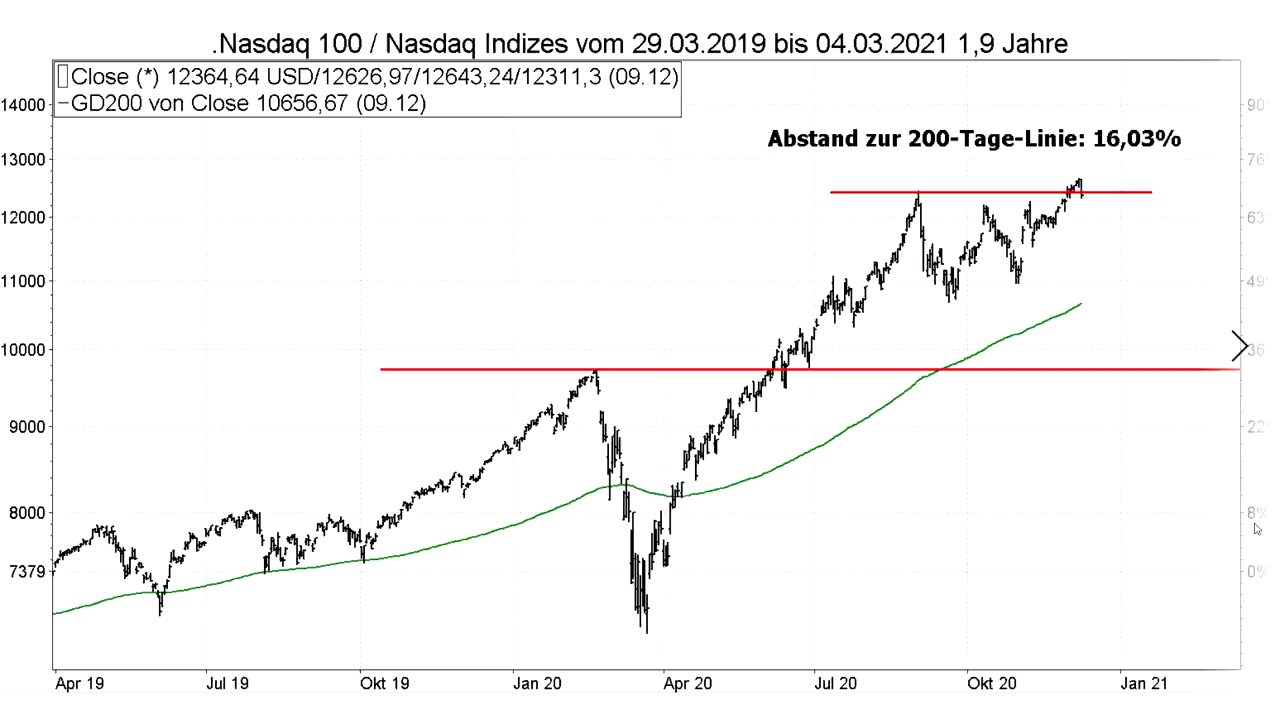 .Nasdaq 100 / Nasdaq Indizes vom 29.03.2019 bis 04.03.2021 1,9 Jahre
Close (*) 12364,64 USD/12626,97/12643,24/12311,3 (09.12)
GD200 von Close 10656,67 (09.12)
Abstand zur 200-Tage-Linie: 16,03%
14000
13000
12000
11000
10000
9000
8000
7379
90%
76%
63%
49%
36%
22%
8%
0%
Apr 19
Jul 19
Okt 19
Jan 20
Apr 20
Jul 20
Okt 20
Jan 21